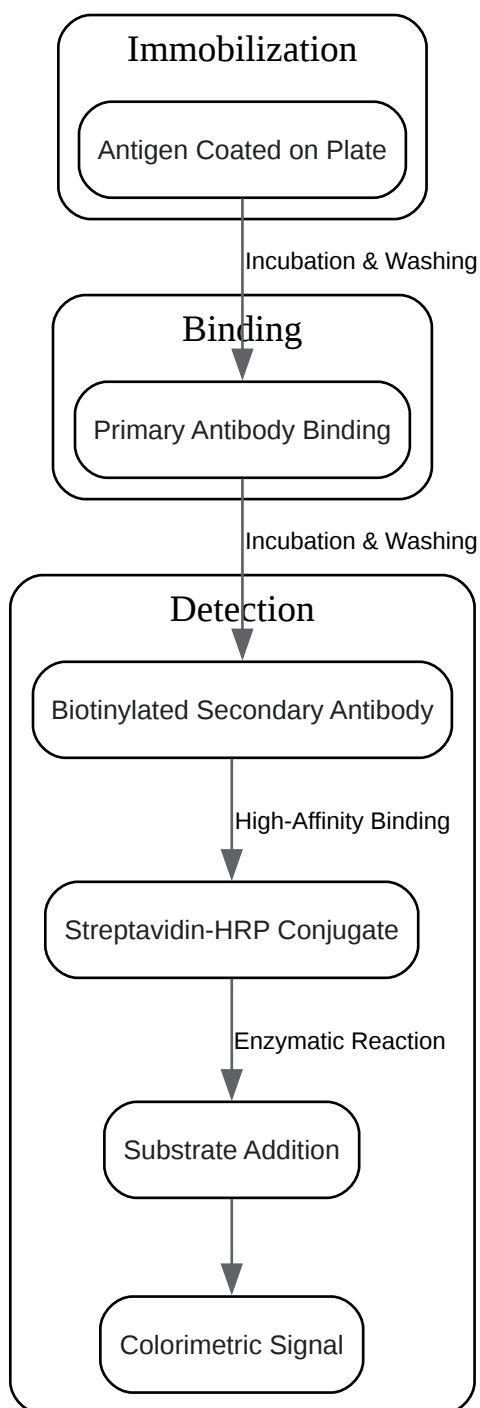 Immobilization
Antigen Coated on Plate
Incubation & Washing
Binding
Primary Antibody Binding
Incubation & Washing
Detection
Biotinylated Secondary Antibody
High-Affinity Binding
Streptavidin-HRP Conjugate
Enzymatic Reaction
Substrate Addition
Colorimetric Signal